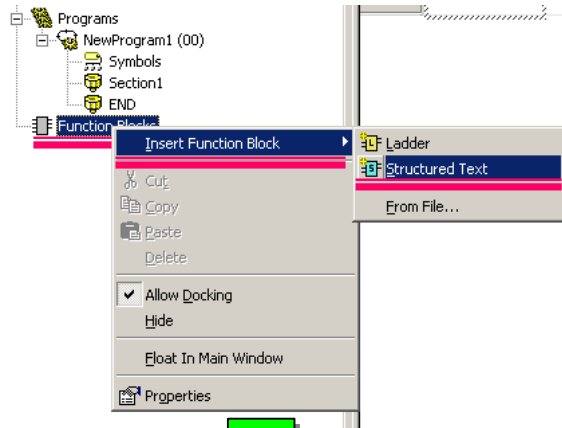 Programs
NewProgram1 (00)
Symbols
Section1
END
Function Blocks
Insert Function Block
Ladder
Structured Text
From File...
Cut
Copy
Paste
Delete
Allow Docking
Hide
Float In Main Window
Properties